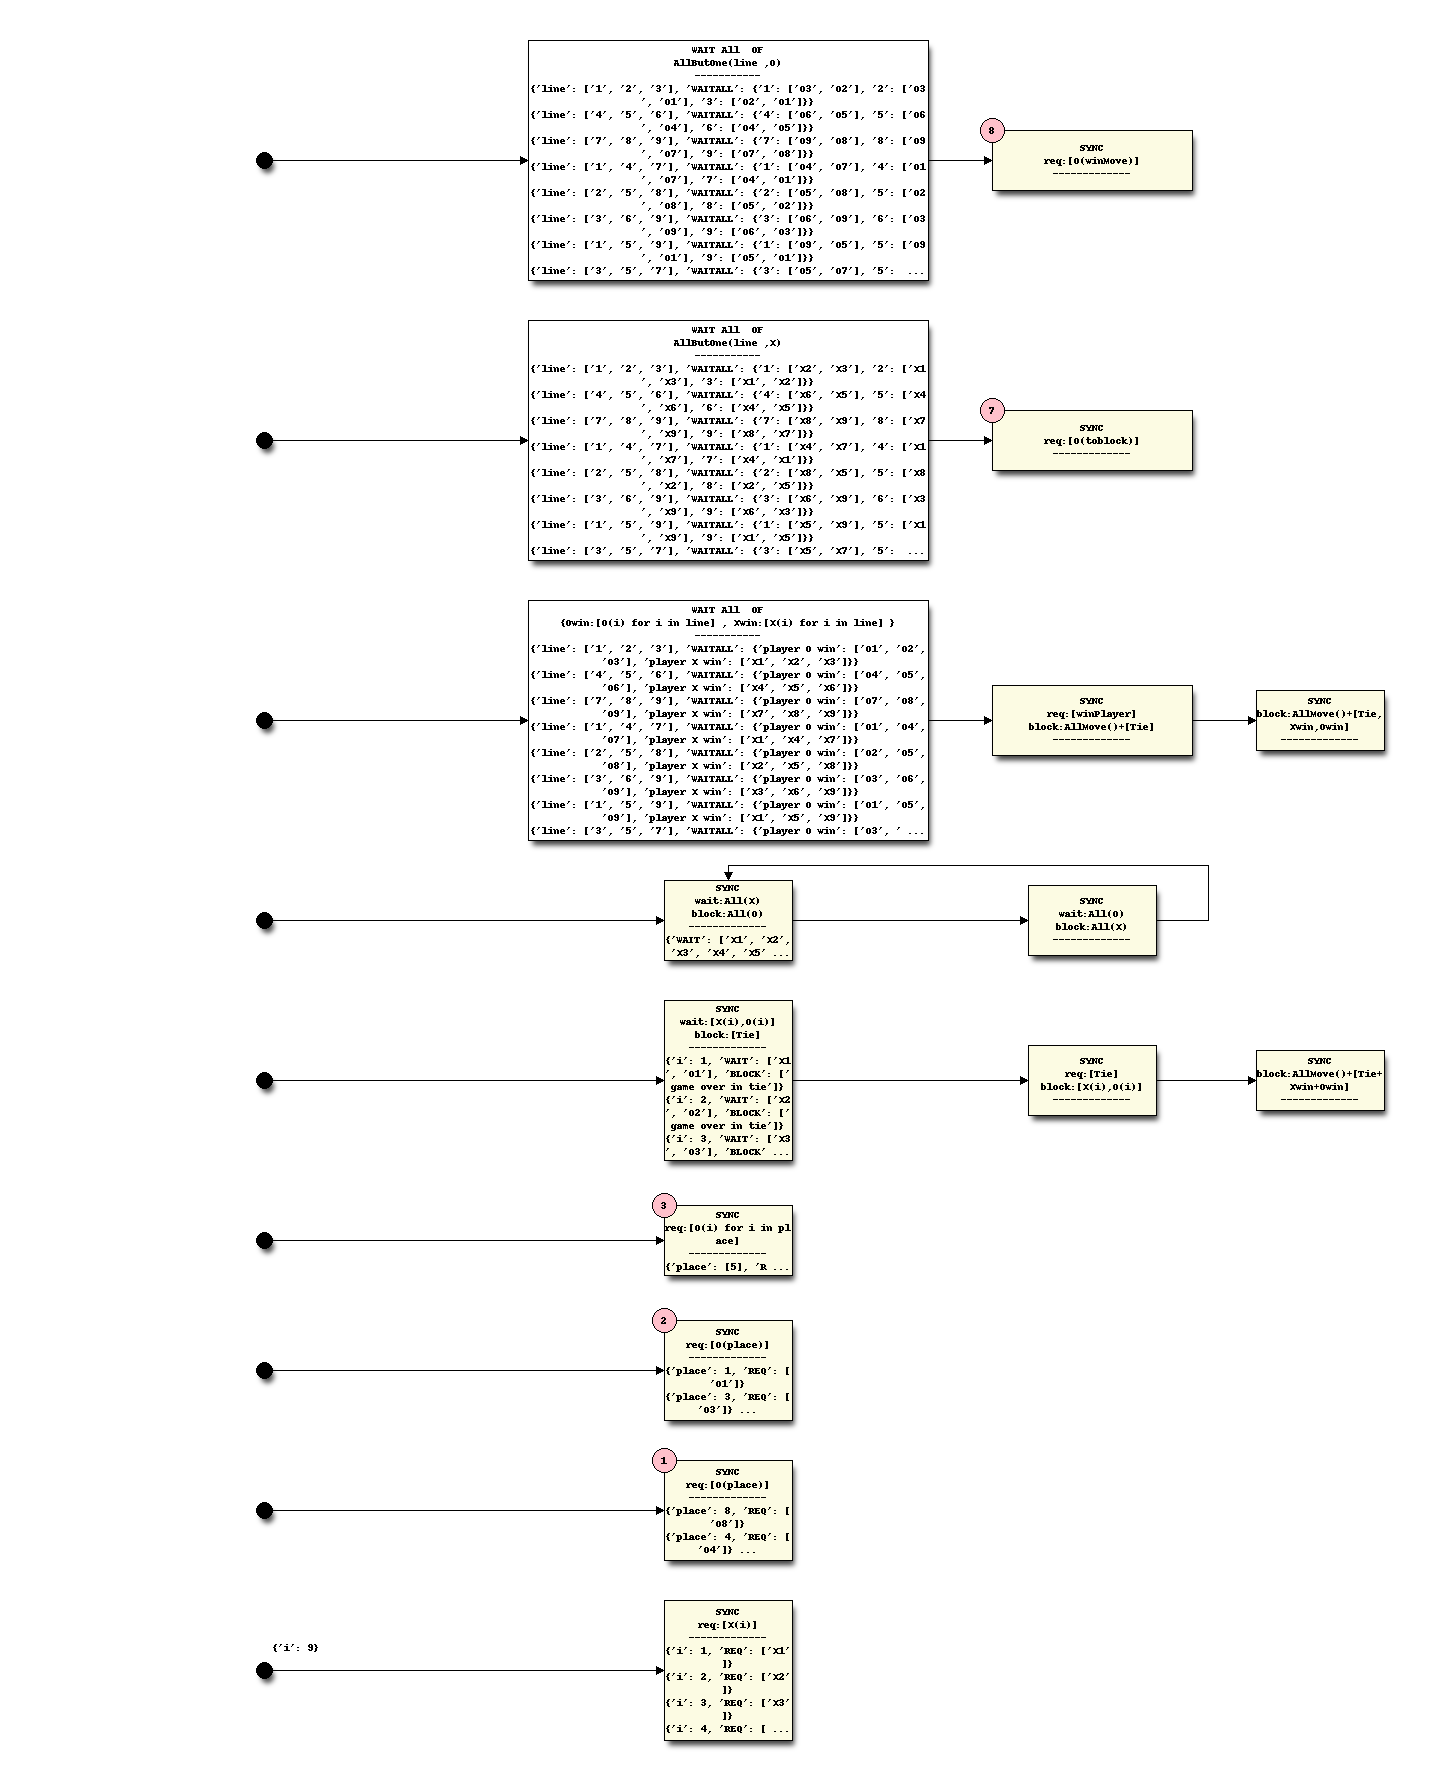 WAIT All OF
AllButOne(line ,O)
-----------
{'line': ['1', '2', '3'], 'WAITALL': {'1': ['O3', 'O2'], '2': ['O3
', 'O1'], '3': ['O2', 'O1']}}
{'line': ['4', '5', '6'], 'WAITALL': {'4': ['O6', 'O5'], '5': ['O6
', 'O4'], '6': ['O4', 'O5']}}
{'line': ['7', '8', '9'], 'WAITALL': {'7': ['O9', 'O8'], '8': ['O9
', 'O7'], '9': ['O7', 'O8']}}
{'line': ['1', '4', '7'], 'WAITALL': {'1': ['O4', 'O7'], '4': ['O1
', 'O7'], '7': ['O4', 'O1']}}
{'line': ['2', '5', '8'], 'WAITALL': {'2': ['O5', 'O8'], '5': ['O2
', 'O8'], '8': ['O5', 'O2']}}
{'line': ['3', '6', '9'], 'WAITALL': {'3': ['O6', 'O9'], '6': ['O3
', 'O9'], '9': ['O6', 'O3']}}
{'line': ['1', '5', '9'], 'WAITALL': {'1': ['O9', 'O5'], '5': ['O9
', 'O1'], '9': ['O5', 'O1']}}
{'line': ['3', '5', '7'], 'WAITALL': {'3': ['O5', 'O7'], '5': ...
8
SYNC
req:[O(winMove)]
-------------
WAIT All OF
AllButOne(line ,X)
-----------
{'line': ['1', '2', '3'], 'WAITALL': {'1': ['X2', 'X3'], '2': ['X1
', 'X3'], '3': ['X1', 'X2']}}
{'line': ['4', '5', '6'], 'WAITALL': {'4': ['X6', 'X5'], '5': ['X4
', 'X6'], '6': ['X4', 'X5']}}
{'line': ['7', '8', '9'], 'WAITALL': {'7': ['X8', 'X9'], '8': ['X7
', 'X9'], '9': ['X8', 'X7']}}
{'line': ['1', '4', '7'], 'WAITALL': {'1': ['X4', 'X7'], '4': ['X1
', 'X7'], '7': ['X4', 'X1']}}
{'line': ['2', '5', '8'], 'WAITALL': {'2': ['X8', 'X5'], '5': ['X8
', 'X2'], '8': ['X2', 'X5']}}
{'line': ['3', '6', '9'], 'WAITALL': {'3': ['X6', 'X9'], '6': ['X3
', 'X9'], '9': ['X6', 'X3']}}
{'line': ['1', '5', '9'], 'WAITALL': {'1': ['X5', 'X9'], '5': ['X1
', 'X9'], '9': ['X1', 'X5']}}
{'line': ['3', '5', '7'], 'WAITALL': {'3': ['X5', 'X7'], '5': ...
7
SYNC
req:[O(toblock)]
-------------
WAIT All OF
{Owin:[O(i) for i in line] , Xwin:[X(i) for i in line] }
-----------
{'line': ['1', '2', '3'], 'WAITALL': {'player O win': ['O1', 'O2',
'O3'], 'player X win': ['X1', 'X2', 'X3']}}
{'line': ['4', '5', '6'], 'WAITALL': {'player O win': ['O4', 'O5',
'O6'], 'player X win': ['X4', 'X5', 'X6']}}
{'line': ['7', '8', '9'], 'WAITALL': {'player O win': ['O7', 'O8',
'O9'], 'player X win': ['X7', 'X8', 'X9']}}
{'line': ['1', '4', '7'], 'WAITALL': {'player O win': ['O1', 'O4',
'O7'], 'player X win': ['X1', 'X4', 'X7']}}
{'line': ['2', '5', '8'], 'WAITALL': {'player O win': ['O2', 'O5',
'O8'], 'player X win': ['X2', 'X5', 'X8']}}
{'line': ['3', '6', '9'], 'WAITALL': {'player O win': ['O3', 'O6',
'O9'], 'player X win': ['X3', 'X6', 'X9']}}
{'line': ['1', '5', '9'], 'WAITALL': {'player O win': ['O1', 'O5',
'O9'], 'player X win': ['X1', 'X5', 'X9']}}
{'line': ['3', '5', '7'], 'WAITALL': {'player O win': ['O3', ' ...
SYNC
req:[winPlayer]
block:AllMove()+[Tie]
-------------
SYNC
block:AllMove()+[Tie,
Xwin,Owin]
-------------
SYNC
wait:All(X)
block:All(O)
-------------
{'WAIT': ['X1', 'X2',
'X3', 'X4', 'X5' ...
SYNC
wait:All(O)
block:All(X)
-------------
SYNC
wait:[X(i),O(i)]
block:[Tie]
-------------
{'i': 1, 'WAIT': ['X1
', 'O1'], 'BLOCK': ['
game over in tie']}
{'i': 2, 'WAIT': ['X2
', 'O2'], 'BLOCK': ['
game over in tie']}
{'i': 3, 'WAIT': ['X3
', 'O3'], 'BLOCK' ...
SYNC
req:[Tie]
block:[X(i),O(i)]
-------------
SYNC
block:AllMove()+[Tie+
Xwin+Owin]
-------------
3
SYNC
req:[O(i) for i in pl
ace]
-------------
{'place': [5], 'R ...
2
SYNC
req:[O(place)]
-------------
{'place': 1, 'REQ': [
'O1']}
{'place': 3, 'REQ': [
'O3']} ...
1
SYNC
req:[O(place)]
-------------
{'place': 8, 'REQ': [
'O8']}
{'place': 4, 'REQ': [
'O4']} ...
{'i': 9}
SYNC
req:[X(i)]
-------------
{'i': 1, 'REQ': ['X1'
]}
{'i': 2, 'REQ': ['X2'
]}
{'i': 3, 'REQ': ['X3'
]}
{'i': 4, 'REQ': [ ...